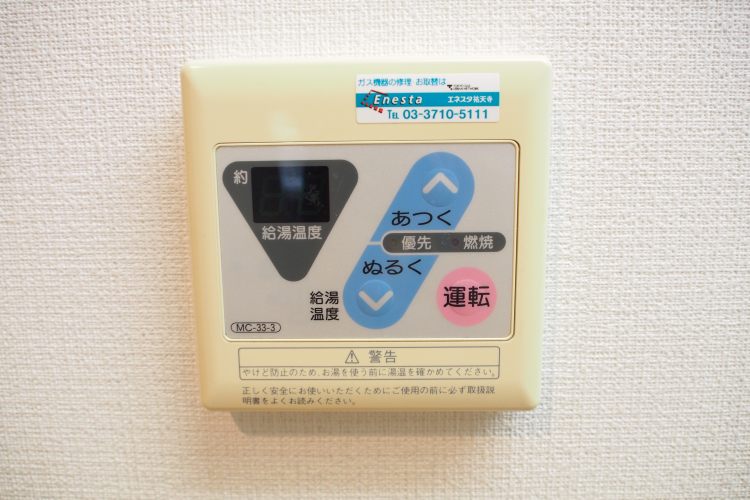 ガス機器の修理 お取替は
Enesta エネスタ祐天寺
TEL 03-3710-5111
約
給湯温度
あつく
優先 燃焼
ぬるく
給湯
温度
運転
MC-33-3
⚠ 警告
やけど防止のため、お湯を使う前に湯温を確かめてください。
正しく安全にお使いいただくためにご使用の前に必ず取扱説
明書をよくお読みください。